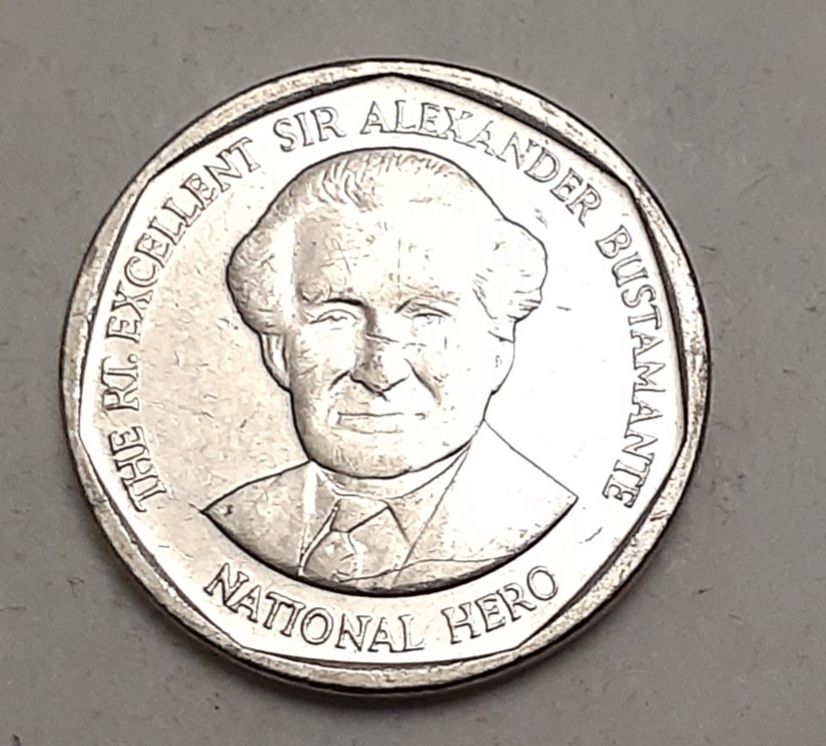 THE RT. EXCELLENT SIR ALEXANDER BUSTAMANTE
NATIONAL HERO